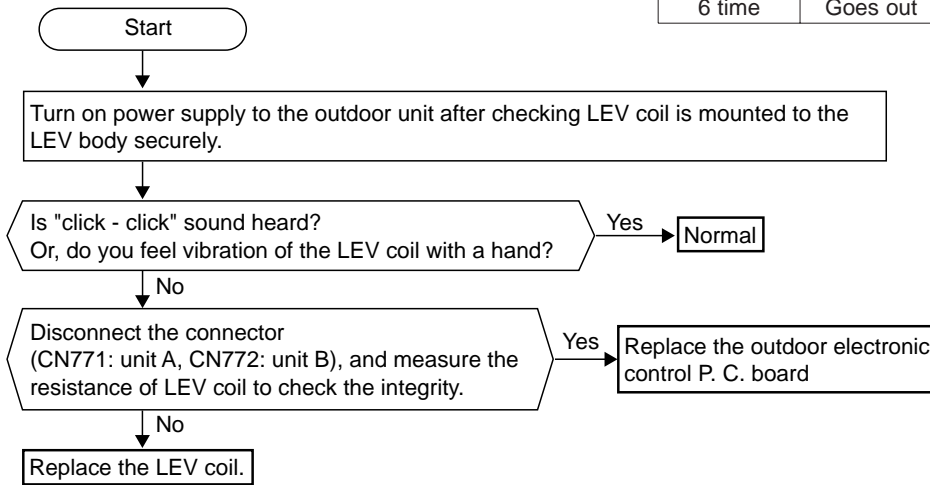 6 time Goes out
Start
Turn on power supply to the outdoor unit after checking LEV coil is mounted to the
LEV body securely.
Is "click - click" sound heard?
Or, do you feel vibration of the LEV coil with a hand?
Yes
Normal
No
Disconnect the connector
(CN771: unit A, CN772: unit B), and measure the
resistance of LEV coil to check the integrity.
Yes
Replace the outdoor electronic
control P. C. board
No
Replace the LEV coil.